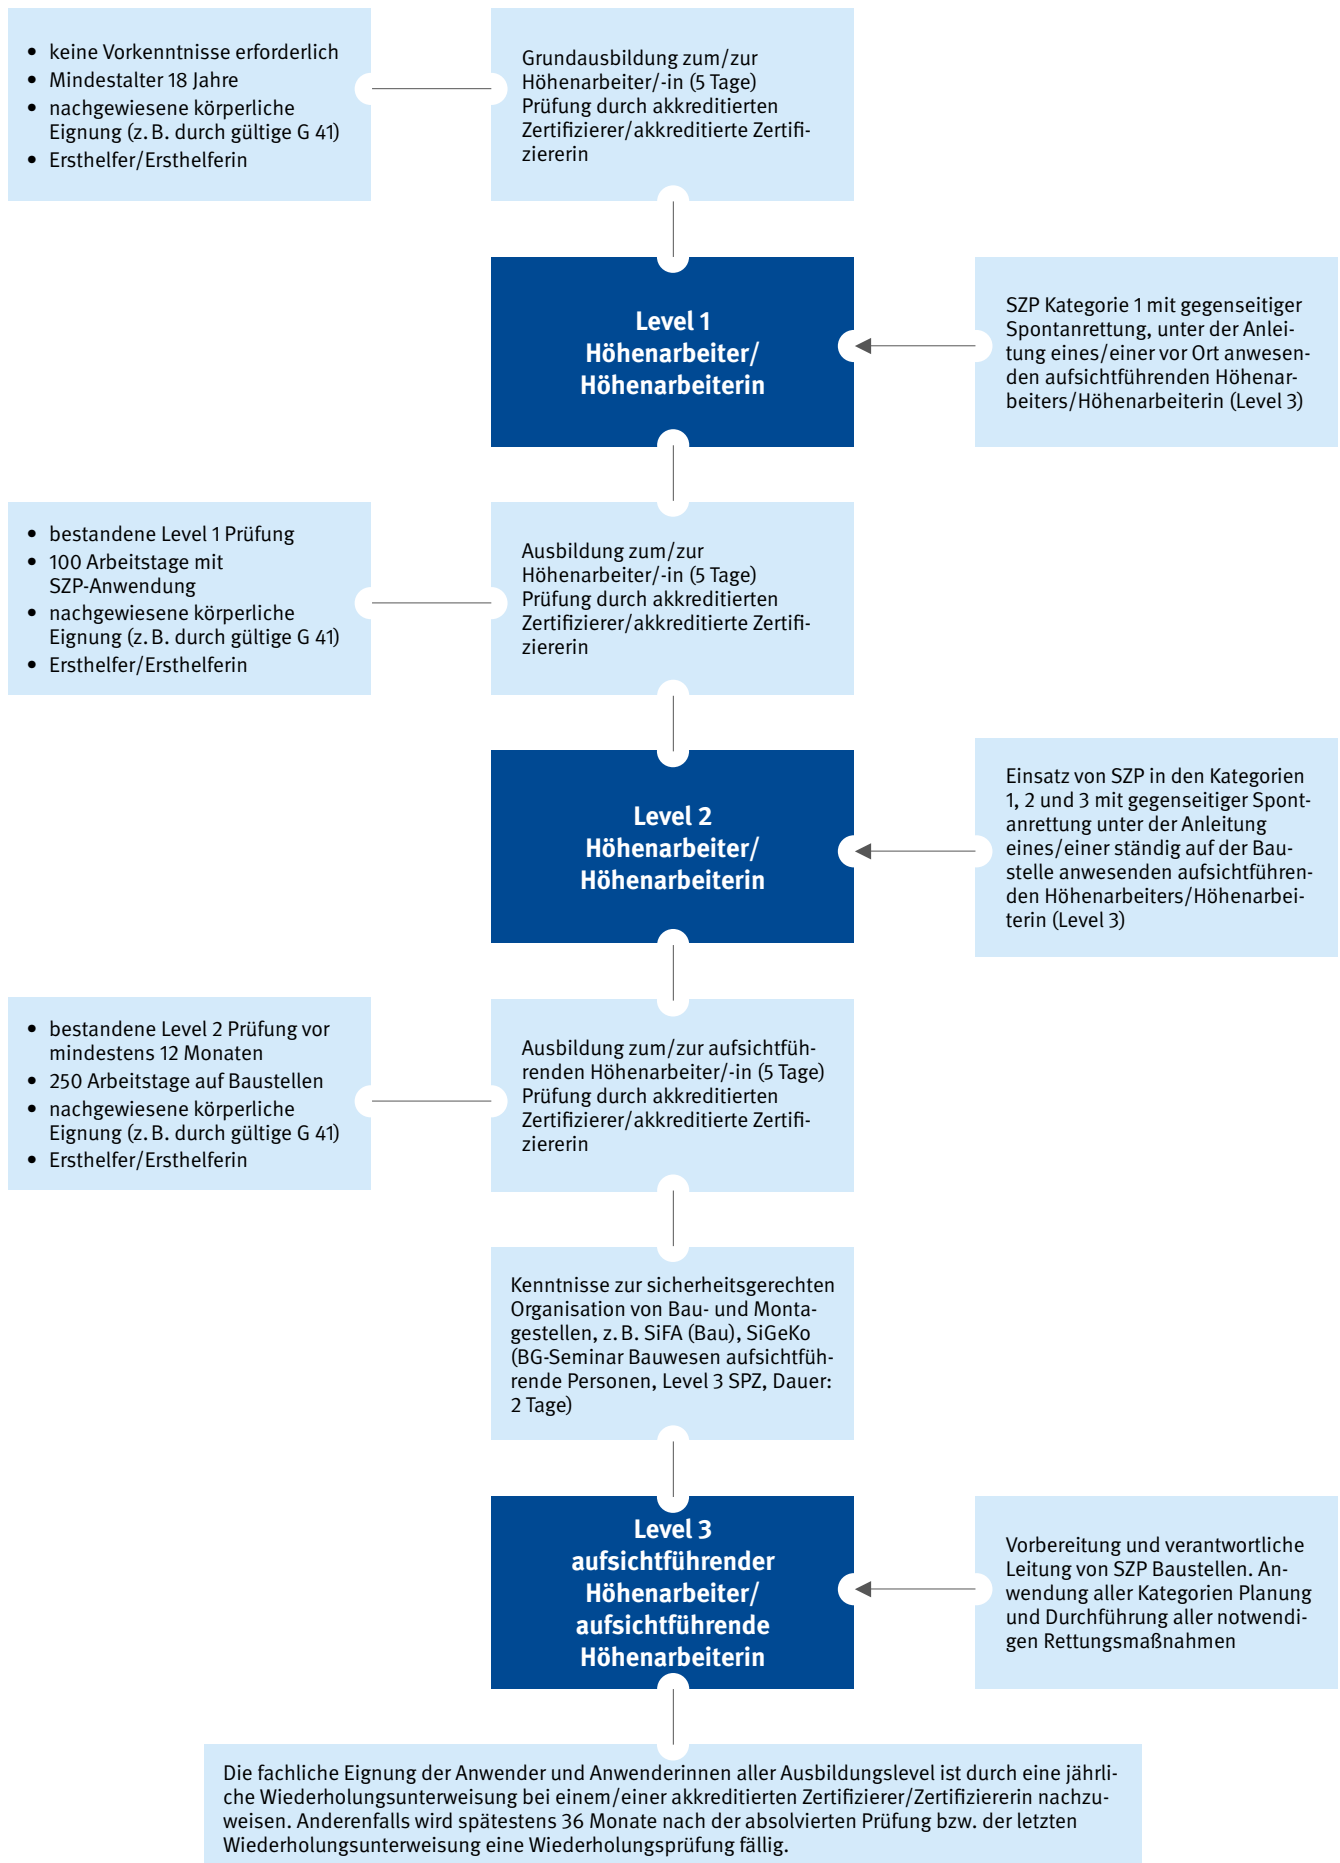 • keine Vorkenntnisse erforderlich
• Mindestalter 18 Jahre
• nachgewiesene körperliche
Eignung (z. B. durch gültige G 41)
• Ersthelfer/Ersthelferin
Grundausbildung zum/zur
Höhenarbeiter/-in (5 Tage)
Prüfung durch akkreditierten
Zertifizierer/akkreditierte Zertifi-
ziererin
Level 1
Höhenarbeiter/
Höhenarbeiterin
SZP Kategorie 1 mit gegenseitiger
Spontanrettung, unter der Anlei-
tung eines/einer vor Ort anwesen-
den aufsichtführenden Höhenar-
beiters/Höhenarbeiterin (Level 3)
• bestandene Level 1 Prüfung
• 100 Arbeitstage mit
SZP-Anwendung
• nachgewiesene körperliche
Eignung (z. B. durch gültige G 41)
• Ersthelfer/Ersthelferin
Ausbildung zum/zur
Höhenarbeiter/-in (5 Tage)
Prüfung durch akkreditierten
Zertifizierer/akkreditierte Zertifi-
ziererin
Level 2
Höhenarbeiter/
Höhenarbeiterin
Einsatz von SZP in den Kategorien
1, 2 und 3 mit gegenseitiger Spont-
anrettung unter der Anleitung
eines/einer ständig auf der Bau-
stelle anwesenden aufsichtführen-
den Höhenarbeiters/Höhenarbei-
terin (Level 3)
• bestandene Level 2 Prüfung vor
mindestens 12 Monaten
• 250 Arbeitstage auf Baustellen
• nachgewiesene körperliche
Eignung (z. B. durch gültige G 41)
• Ersthelfer/Ersthelferin
Ausbildung zum/zur aufsichtfüh-
renden Höhenarbeiter/-in (5 Tage)
Prüfung durch akkreditierten
Zertifizierer/akkreditierte Zertifi-
ziererin
Kenntnisse zur sicherheitsgerechten
Organisation von Bau- und Monta-
gestellen, z. B. SiFA (Bau), SiGeKo
(BG-Seminar Bauwesen aufsichtfüh-
rende Personen, Level 3 SPZ, Dauer:
2 Tage)
Level 3
aufsichtführender
Höhenarbeiter/
aufsichtführende
Höhenarbeiterin
Vorbereitung und verantwortliche
Leitung von SZP Baustellen. An-
wendung aller Kategorien Planung
und Durchführung aller notwendi-
gen Rettungsmaßnahmen
Die fachliche Eignung der Anwender und Anwenderinnen aller Ausbildungslevel ist durch eine jährli-
che Wiederholungsunterweisung bei einem/einer akkreditierten Zertifizierer/Zertifiziererin nachzu-
weisen. Anderenfalls wird spätestens 36 Monate nach der absolvierten Prüfung bzw. der letzten
Wiederholungsunterweisung eine Wiederholungsprüfung fällig.